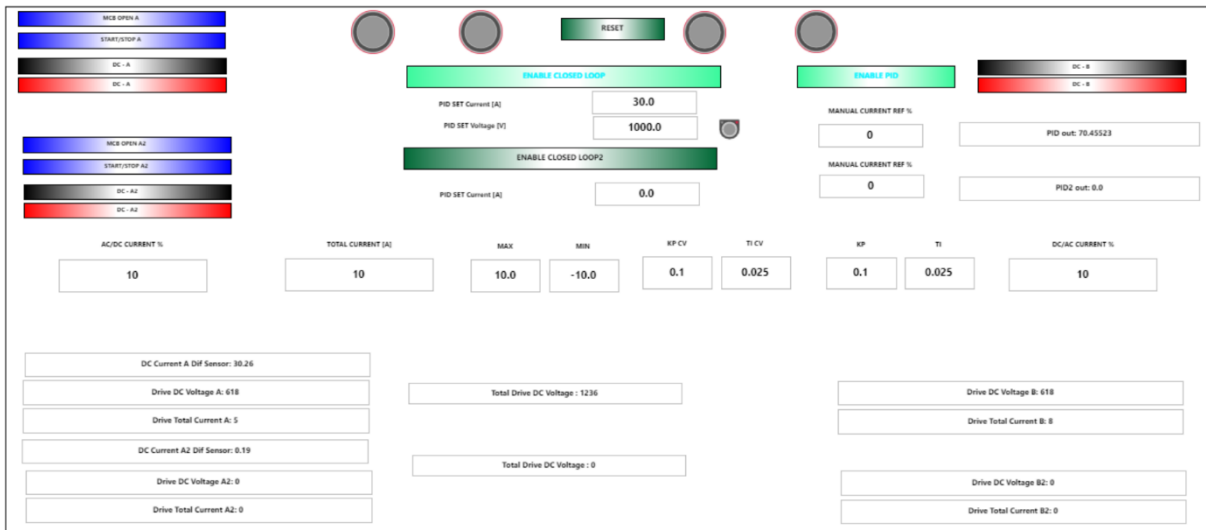 MCB OPEN A
START/STOP A
DC - A
DC - A
RESET
ENABLE CLOSED LOOP
ENABLE PID
DC - B
DC - B
PID SET Current [A]
30.0
PID SET Voltage [V]
1000.0
MANUAL CURRENT REF %
0
PID out: 70.45523
MCB OPEN A2
START/STOP A2
DC - A2
DC - A2
ENABLE CLOSED LOOP2
PID SET Current [A]
0.0
MANUAL CURRENT REF %
0
PID2 out: 0.0
AC/DC CURRENT %
10
TOTAL CURRENT [A]
10
MAX
10.0
MIN
-10.0
KP CV
0.1
TI CV
0.025
KP
0.1
TI
0.025
DC/AC CURRENT %
10
DC Current A Dif Sensor: 30.26
Drive DC Voltage A: 618
Drive Total Current A: 5
DC Current A2 Dif Sensor: 0.19
Drive DC Voltage A2: 0
Drive Total Current A2: 0
Total Drive DC Voltage : 1236
Total Drive DC Voltage : 0
Drive DC Voltage B: 618
Drive Total Current B: 8
Drive DC Voltage B2: 0
Drive Total Current B2: 0